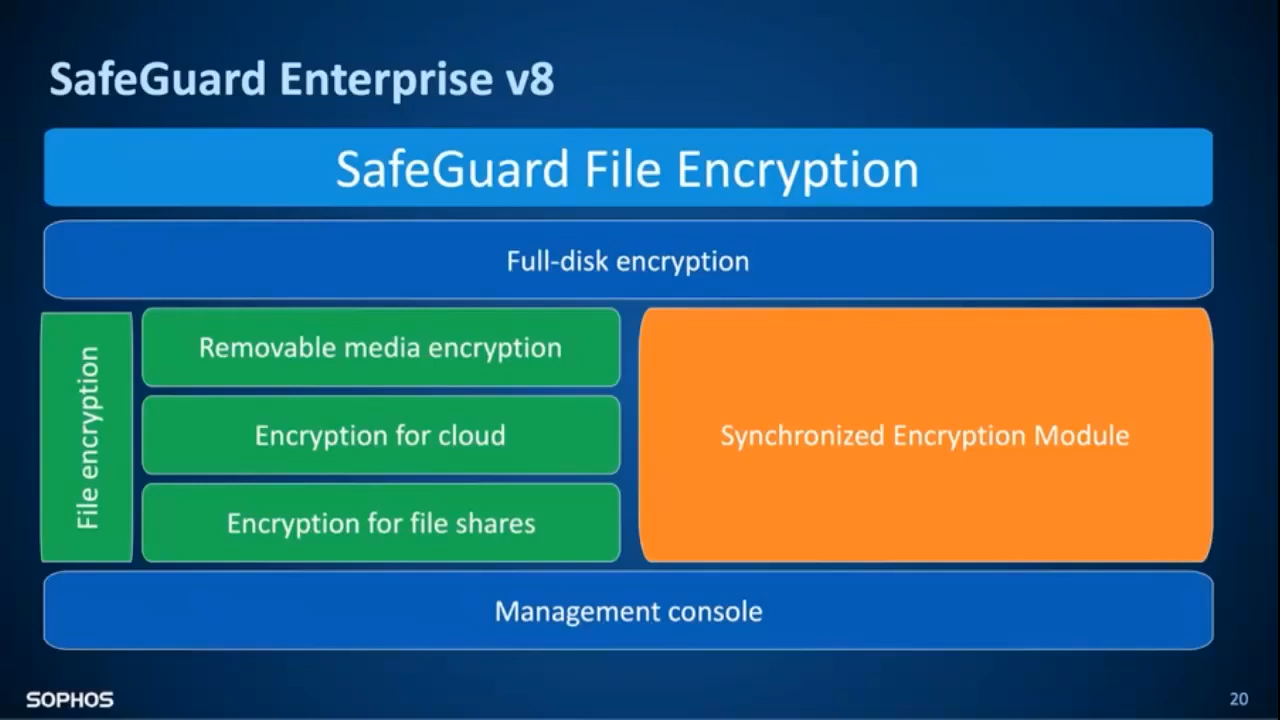 SafeGuard Enterprise v8
SafeGuard File Encryption
Full-disk encryption
File encryption
Removable media encryption
Encryption for cloud
Encryption for file shares
Synchronized Encryption Module
Management console
SOPHOS
20